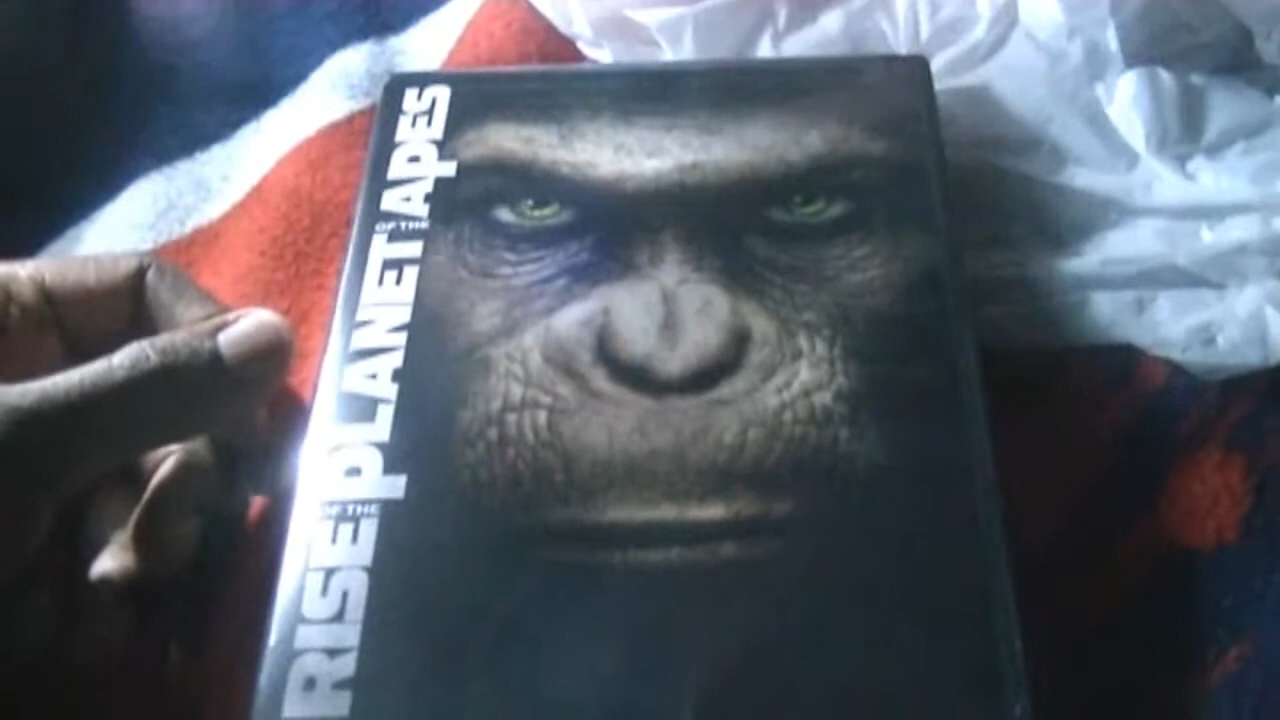 RISE
OF THE
PLANET
OF THE
APES